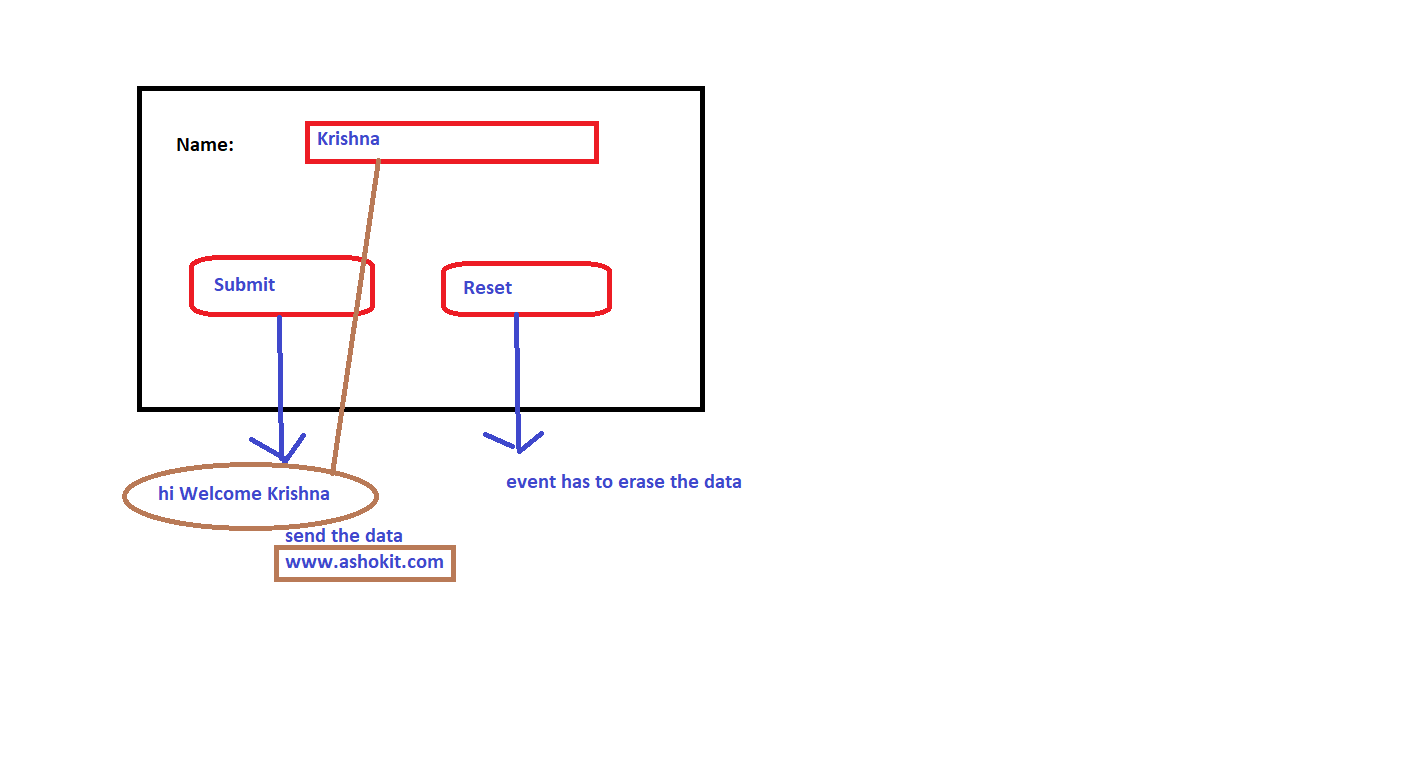 Name:
Krishna
Submit
Reset
hi Welcome Krishna
event has to erase the data
send the data
www.ashokit.com